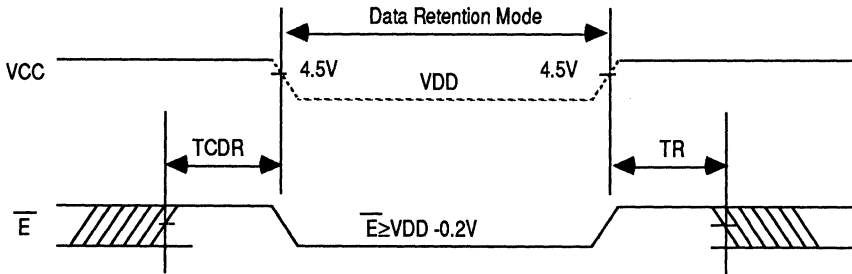 Data Retention Mode
VCC
4.5V
VDD
4.5V
TCDR
TR
E̅
E̅≥VDD -0.2V